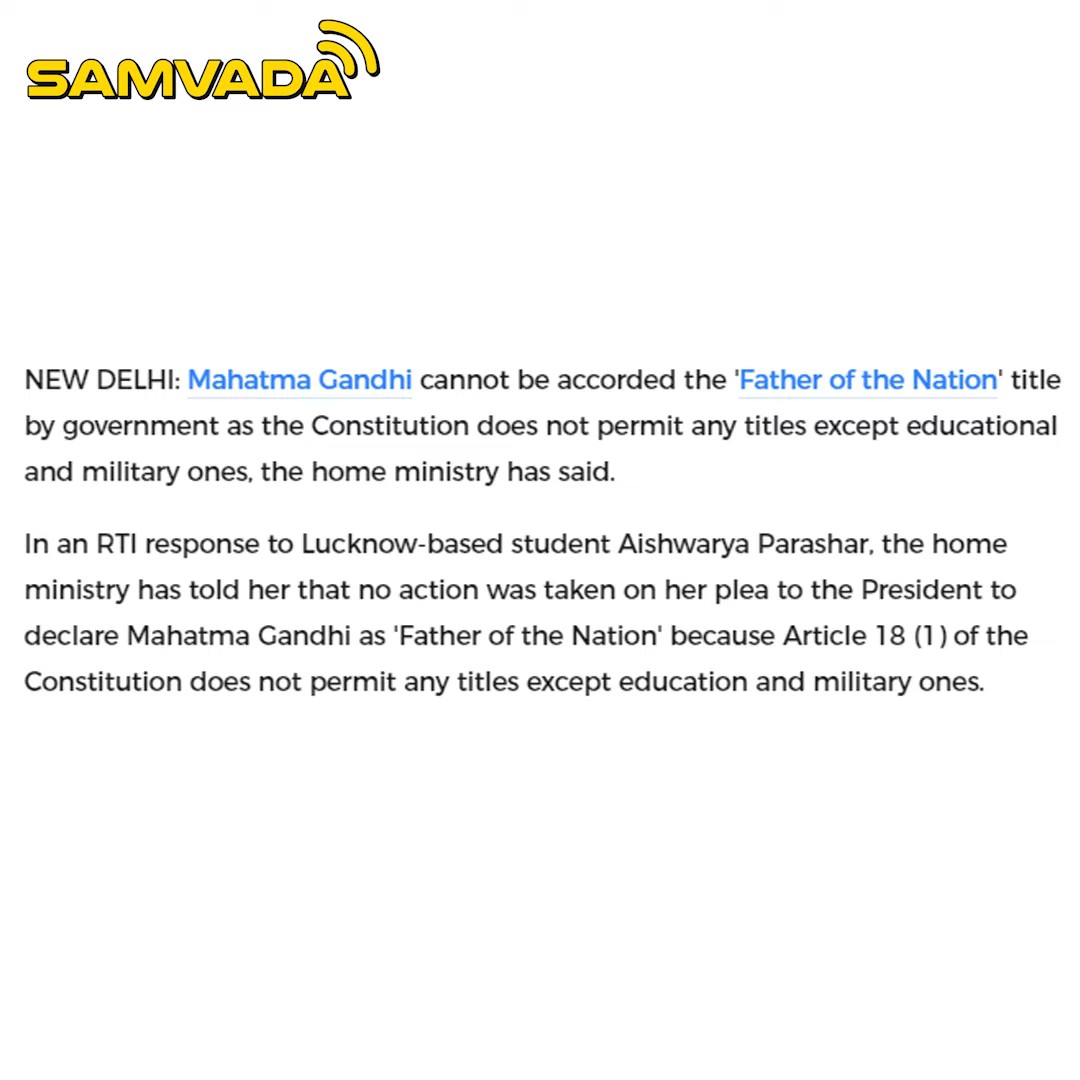 SAMVADA
NEW DELHI: Mahatma Gandhi cannot be accorded the 'Father of the Nation' title
by government as the Constitution does not permit any titles except educational
and military ones, the home ministry has said.
In an RTI response to Lucknow-based student Aishwarya Parashar, the home
ministry has told her that no action was taken on her plea to the President to
declare Mahatma Gandhi as 'Father of the Nation' because Article 18 (1) of the
Constitution does not permit any titles except education and military ones.